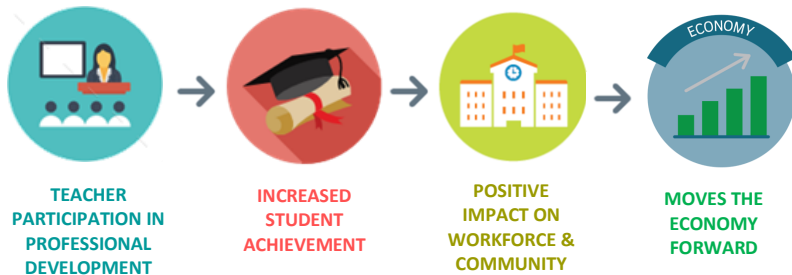 ECONOMY
TEACHER
PARTICIPATION IN
PROFESSIONAL
DEVELOPMENT
INCREASED
STUDENT
ACHIEVEMENT
POSITIVE
IMPACT ON
WORKFORCE &
COMMUNITY
MOVES THE
ECONOMY
FORWARD